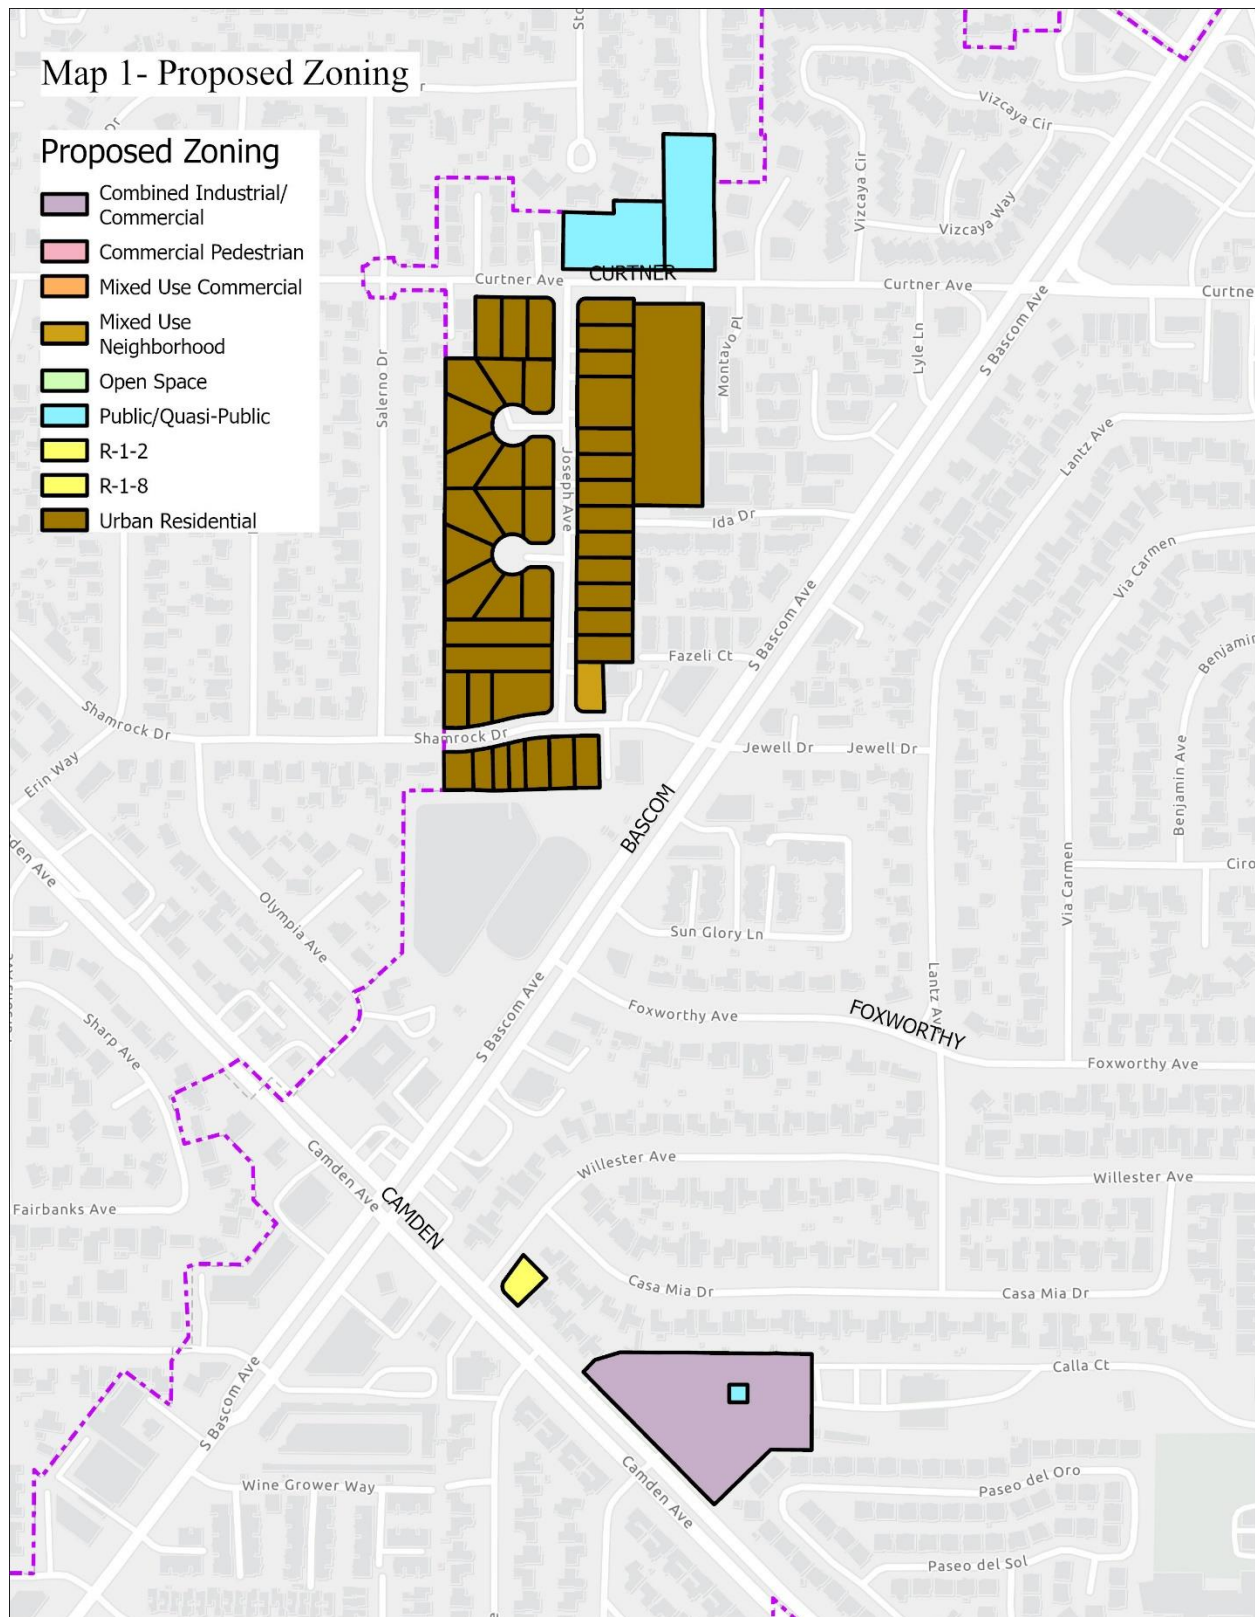 Sto
Map 1- Proposed Zoning
r
Dr
Proposed Zoning
Combined Industrial/
Commercial
Commercial Pedestrian
Mixed Use Commercial
Mixed Use
Neighborhood
Open Space
Public/Quasi-Public
R-1-2
R-1-8
Urban Residential
Vizcaya Cir
Vizcaya Cir
Vizcaya Way
CURTNER
Curtner Ave
Curtner Ave
Curtne
S Bascom Ave
Salerno Dr
Montavo Pl
Lyle Ln
Lantz Ave
Joseph Ave
Ida Dr
Via Carmen
S Bascom Ave
Benjamin
Fazeli Ct
Shamrock Dr
Shamrock Dr
Jewell Dr
Jewell Dr
Erin Way
Benjamin Ave
BASCOM
den Ave
Via Carmen
Ciro
Olympia Ave
Sun Glory Ln
Lantz Ave
S Bascom Ave
Foxworthy Ave
FOXWORTHY
Sharp Ave
Foxworthy Ave
Camden Ave
Willester Ave
Willester Ave
CAMDEN
Fairbanks Ave
Casa Mia Dr
Casa Mia Dr
Calla Ct
S Bascom Ave
Camden Ave
Wine Grower Way
Paseo del Oro
Paseo del Sol